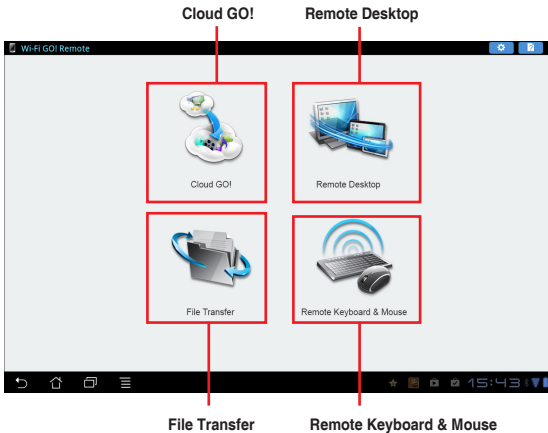 Cloud GO! Remote Desktop
Wi-Fi GO! Remote
Cloud GO! Remote Desktop
File Transfer Remote Keyboard & Mouse
15:43
File Transfer Remote Keyboard & Mouse